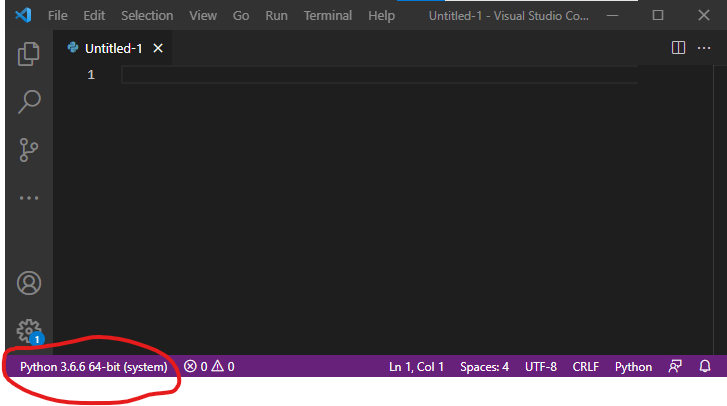 File Edit Selection View Go Run Terminal Help Untitled-1 - Visual Studio Co...
Untitled-1
1
1
Python 3.6.6 64-bit (system) 0 0 Ln 1, Col 1 Spaces: 4 UTF-8 CRLF Python